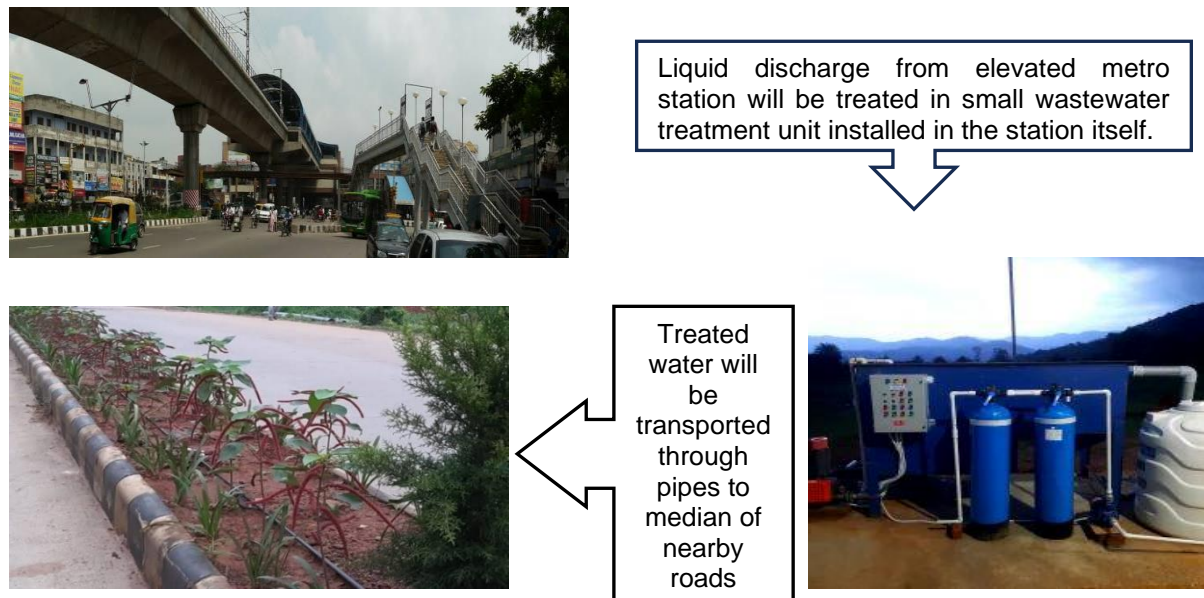 Liquid discharge from elevated metro
station will be treated in small wastewater
treatment unit installed in the station itself.
Treated
water will
be
transported
through
pipes to
median of
nearby
roads